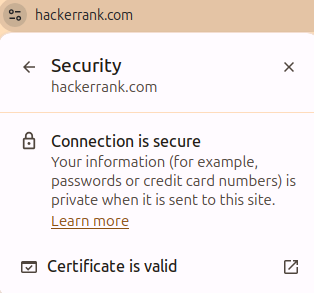 hackerrank.com
Security
hackerrank.com
Connection is secure
Your information (for example,
passwords or credit card numbers) is
private when it is sent to this site.
Learn more
Certificate is valid